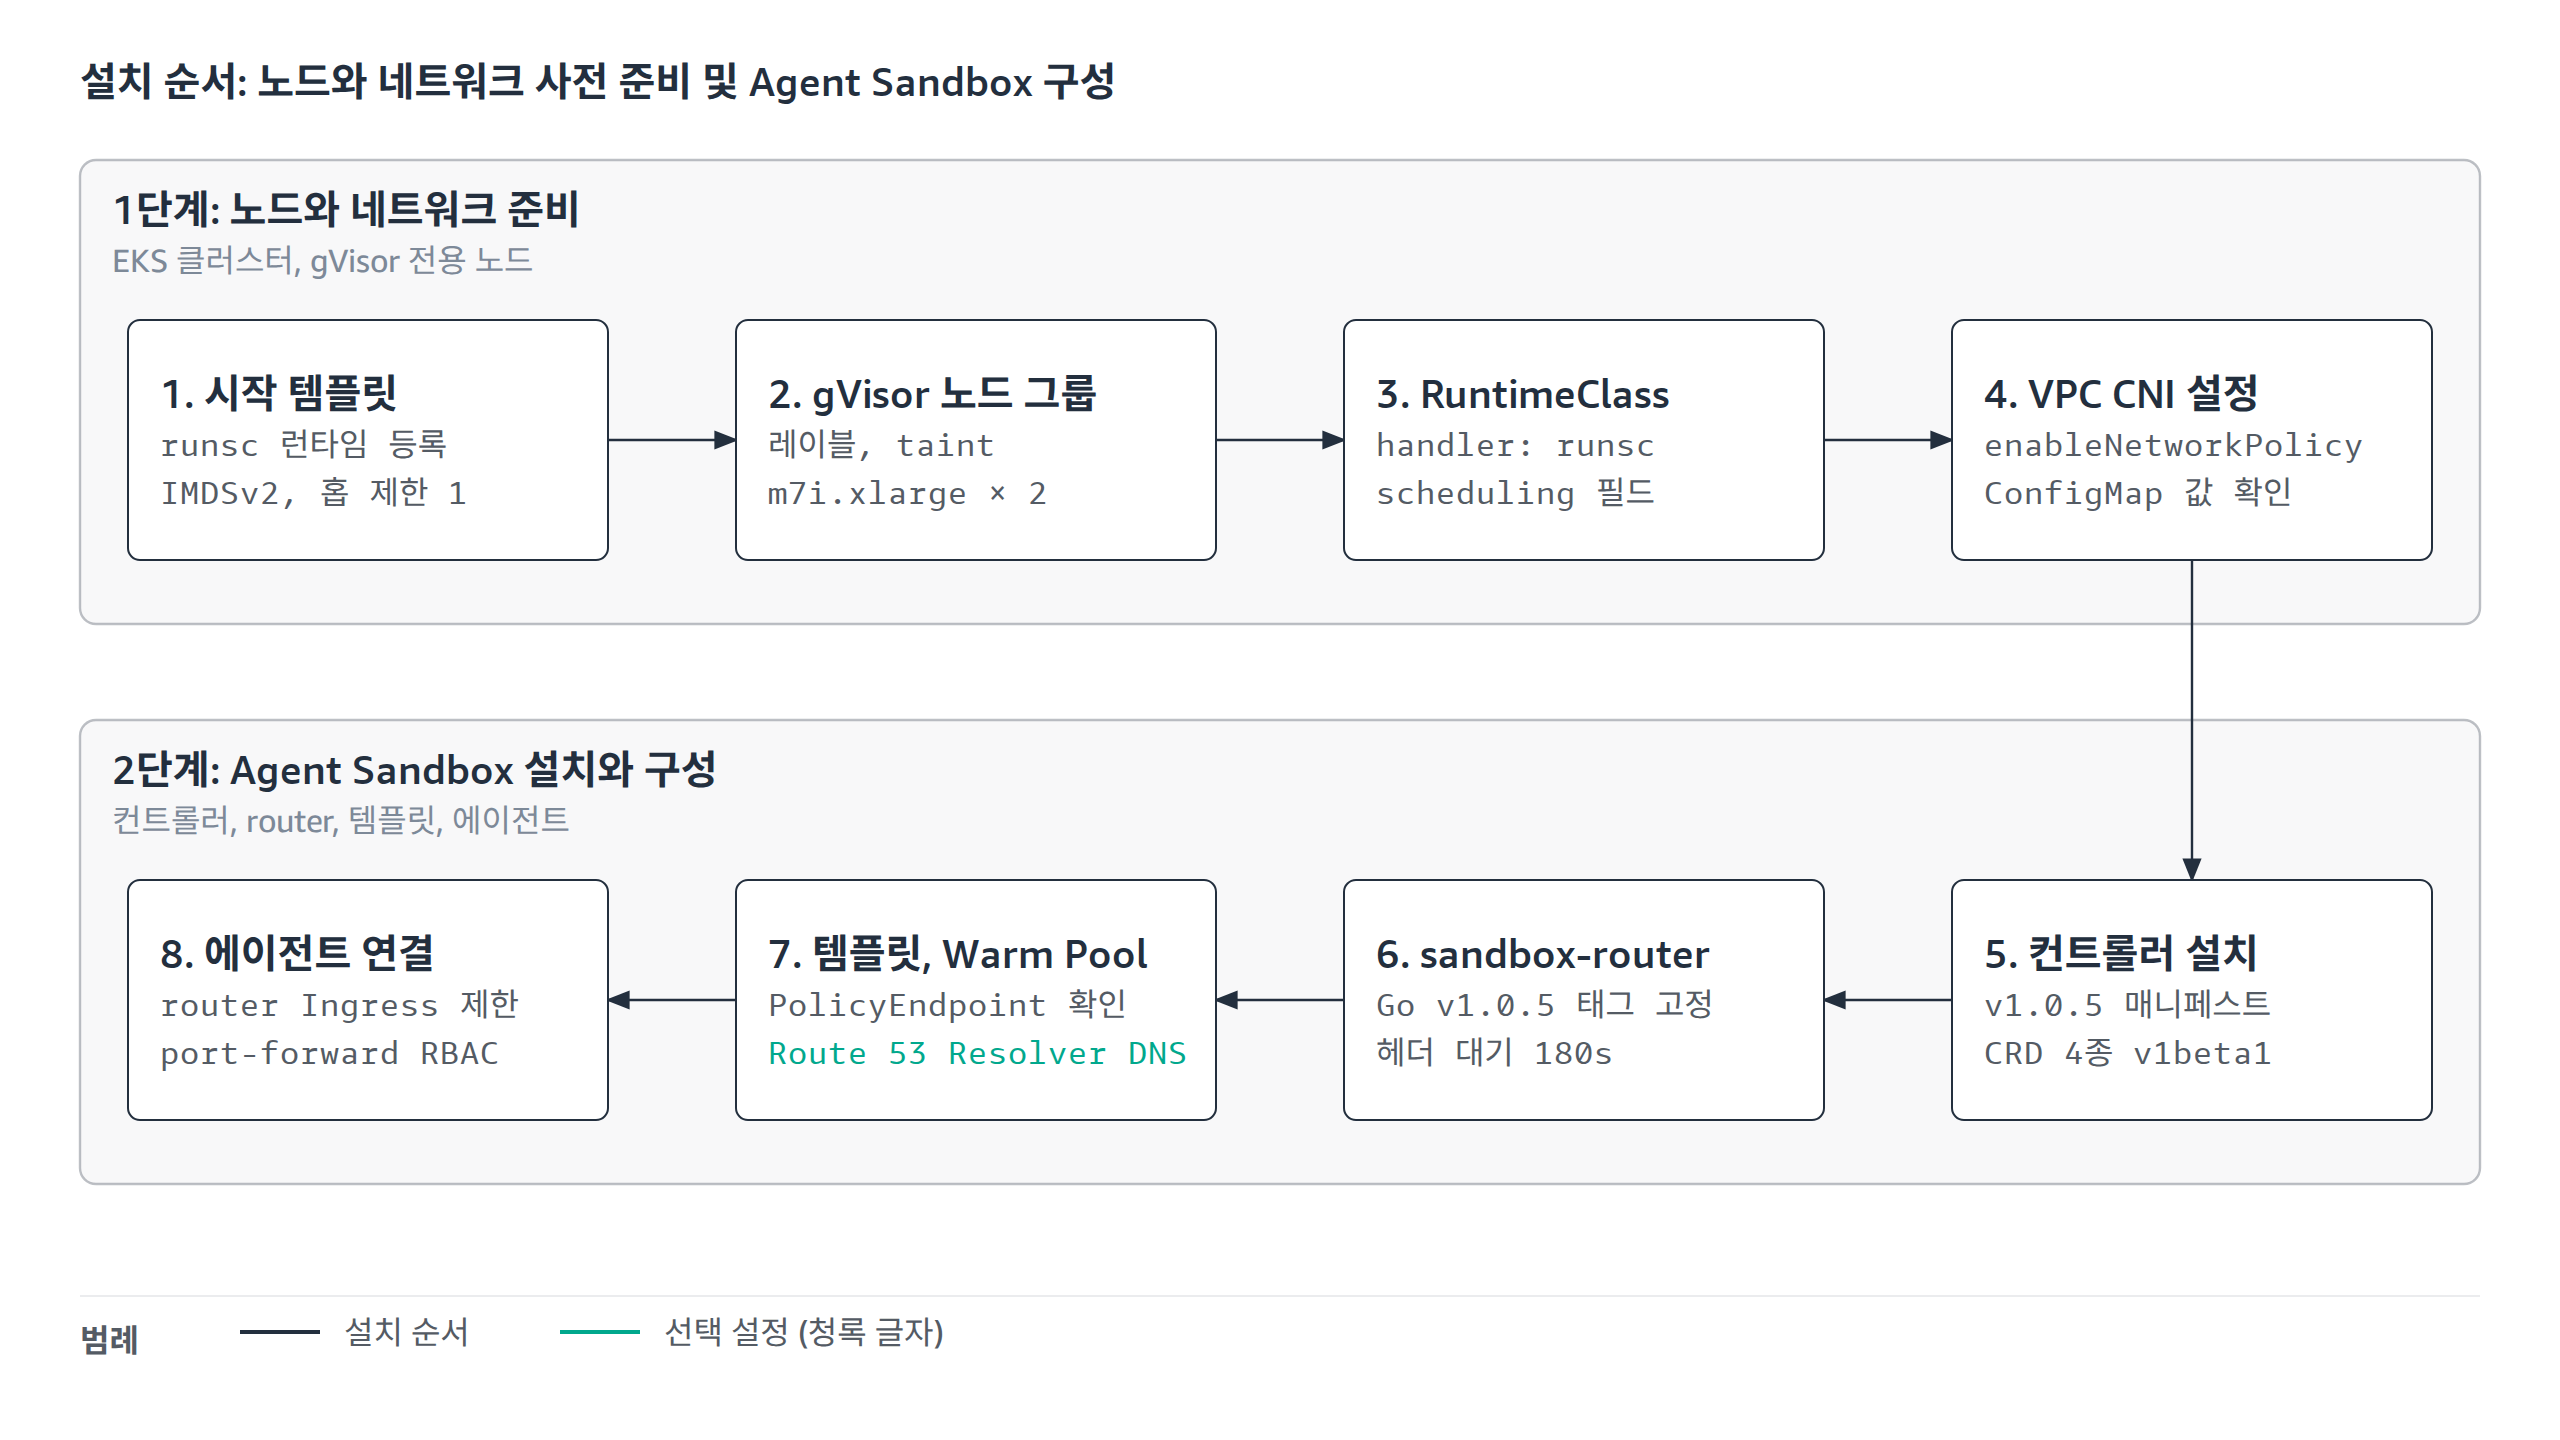 설치 순서: 노드와 네트워크 사전 준비 및 Agent Sandbox 구성
1단계: 노드와 네트워크 준비
EKS 클러스터, gVisor 전용 노드
1. 시작 템플릿
runsc 런타임 등록
IMDSv2, 홉 제한 1
2. gVisor 노드 그룹
레이블, taint
m7i.xlarge × 2
3. RuntimeClass
handler: runsc
scheduling 필드
4. VPC CNI 설정
enableNetworkPolicy
ConfigMap 값 확인
2단계: Agent Sandbox 설치와 구성
컨트롤러, router, 템플릿, 에이전트
8. 에이전트 연결
router Ingress 제한
port-forward RBAC
7. 템플릿, Warm Pool
PolicyEndpoint 확인
Route 53 Resolver DNS
6. sandbox-router
Go v1.0.5 태그 고정
헤더 대기 180s
5. 컨트롤러 설치
v1.0.5 매니페스트
CRD 4종 v1beta1
범례
설치 순서
선택 설정 (청록 글자)